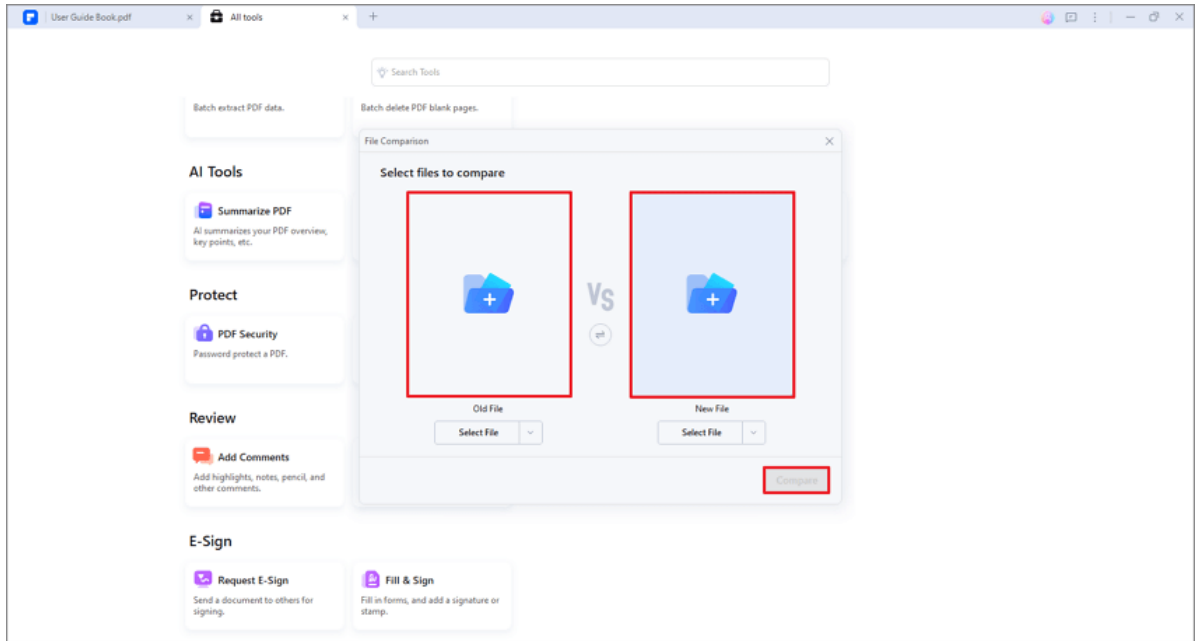 User Guide Book.pdf
All tools
Search Tools
Batch extract PDF data.
Batch delete PDF blank pages.
File Comparison
Select files to compare
AI Tools
Summarize PDF
AI summarizes your PDF overview,
key points, etc.
Vs
Protect
PDF Security
Password protect a PDF.
Old File
New File
Select File
Select File
Review
Add Comments
Add highlights, notes, pencil, and
other comments.
Compare
E-Sign
Request E-Sign
Send a document to others for
signing.
Fill & Sign
Fill in forms, and add a signature or
stamp.